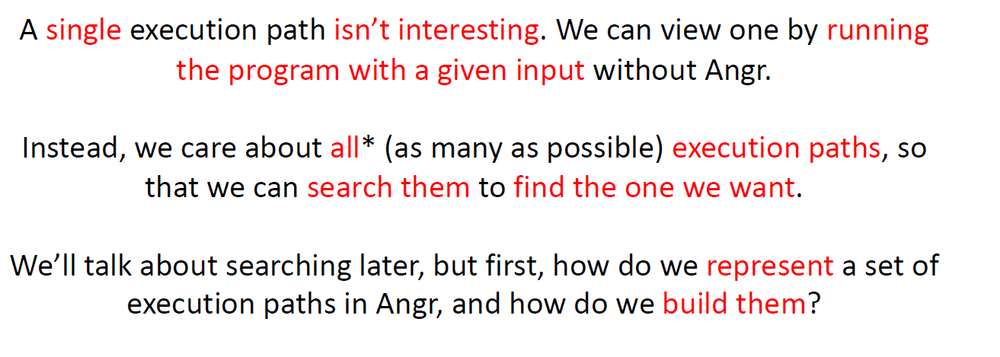 A single execution path isn’t interesting. We can view one by running
the program with a given input without Angr.
Instead, we care about all* (as many as possible) execution paths, so
that we can search them to find the one we want.
We’ll talk about searching later, but first, how do we represent a set of
execution paths in Angr, and how do we build them?